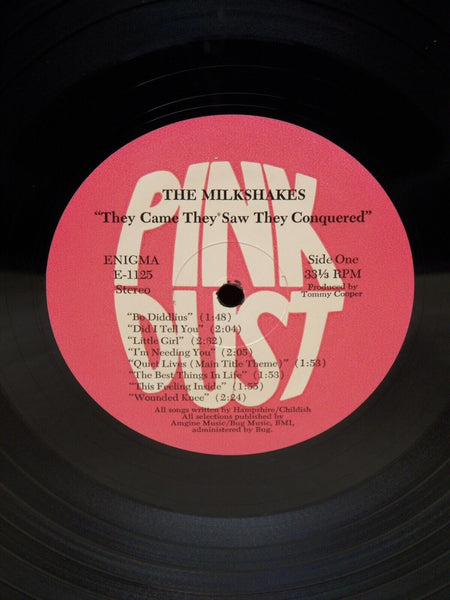 PINK
DUST
THE MILKSHAKES
"They Came They Saw They Conquered"
ENIGMA
E-1125
Stereo
Side One
33⅓ RPM
Produced by
Tommy Cooper
"Bo Diddlius" (1:48)
"Did I Tell You" (2:04)
"Little Girl" (2:32)
"I'm Needing You" (2:05)
"Quiet Lives (Main Title Theme)" (1:53)
"The Best Things In Life" (1:53)
"This Feeling Inside" (1:55)
"Wounded Knee" (2:24)
All songs written by Hampshire/Childish
All selections published by
Amgine Music/Bug Music, BMI,
administered by Bug.